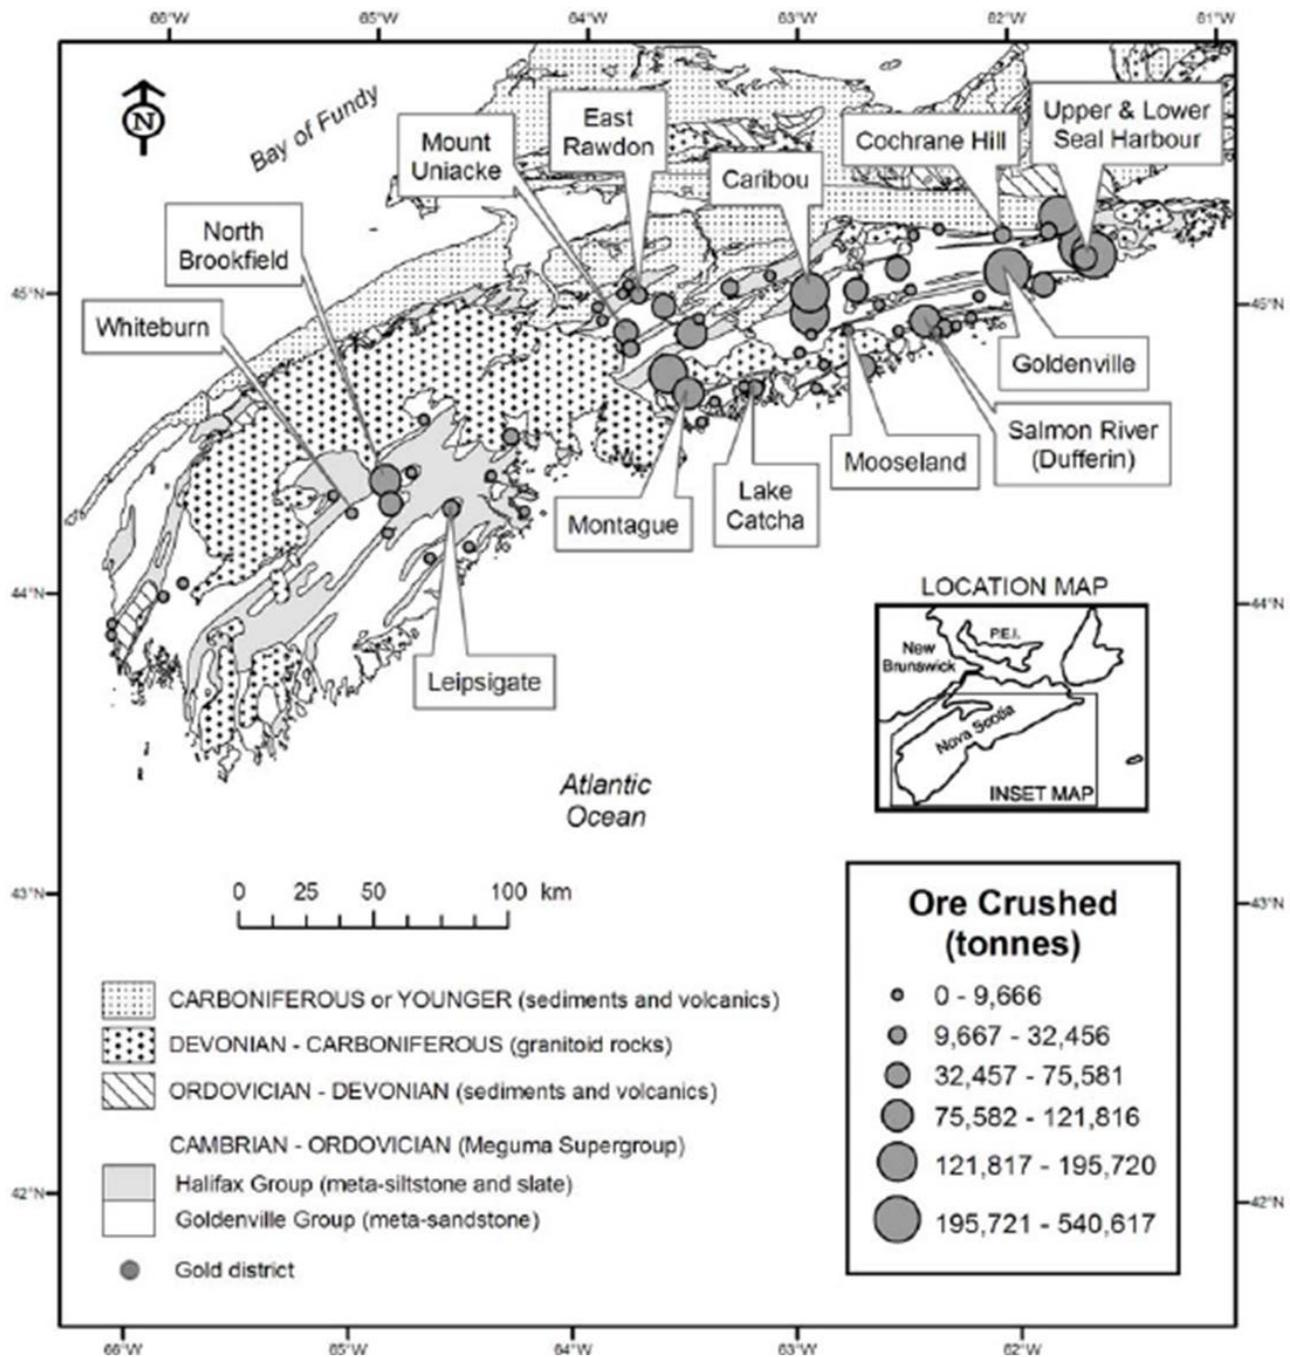 66°W 65°W 64°W 63°W 62°W 61°W
N
Bay of Fundy
Mount
Uniacke
East
Rawdon
Caribou
Cochrane Hill
Upper & Lower
Seal Harbour
North
Brookfield
Whiteburn
45°N 45°N
Goldenville
Salmon River
(Dufferin)
Mooseland
Lake
Catcha
Montague
Leipsigate
44°N 44°N
LOCATION MAP
P.E.I.
New
Brunswick
Nova Scotia
INSET MAP
Atlantic
Ocean
0 25 50 100 km
43°N 43°N
Ore Crushed
(tonnes)
0 - 9,666
9,667 - 32,456
32,457 - 75,581
75,582 - 121,816
121,817 - 195,720
195,721 - 540,617
CARBONIFEROUS or YOUNGER (sediments and volcanics)
DEVONIAN - CARBONIFEROUS (granitoid rocks)
ORDOVICIAN - DEVONIAN (sediments and volcanics)
CAMBRIAN - ORDOVICIAN (Meguma Supergroup)
Halifax Group (meta-siltstone and slate)
Goldenville Group (meta-sandstone)
Gold district
42°N 42°N
66°W 65°W 64°W 63°W 62°W